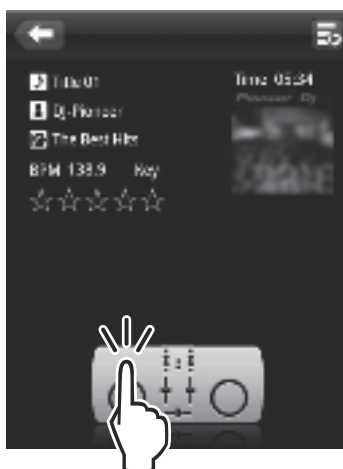 Title 01
Time 05:34
Pioneer Dj
DJ-Pioneer
The Best Hits
BPM 138.9 Key